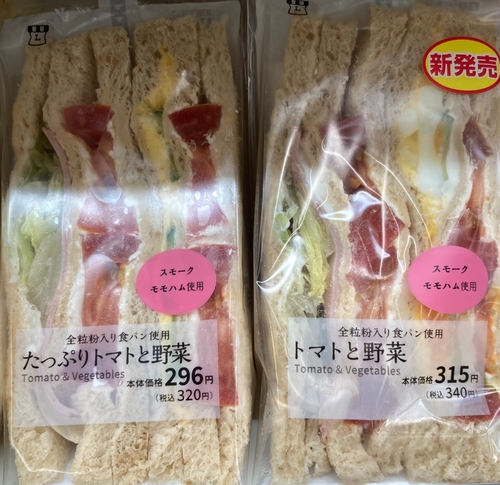 スモーク
モモハム使用
全粒粉入り食パン使用
たっぷりトマトと野菜
Tomato & Vegetables
本体価格 296円
(税込 320円)
新発売
スモーク
モモハム使用
全粒粉入り食パン使用
トマトと野菜
Tomato & Vegetables
本体価格 315円
(税込 340円)